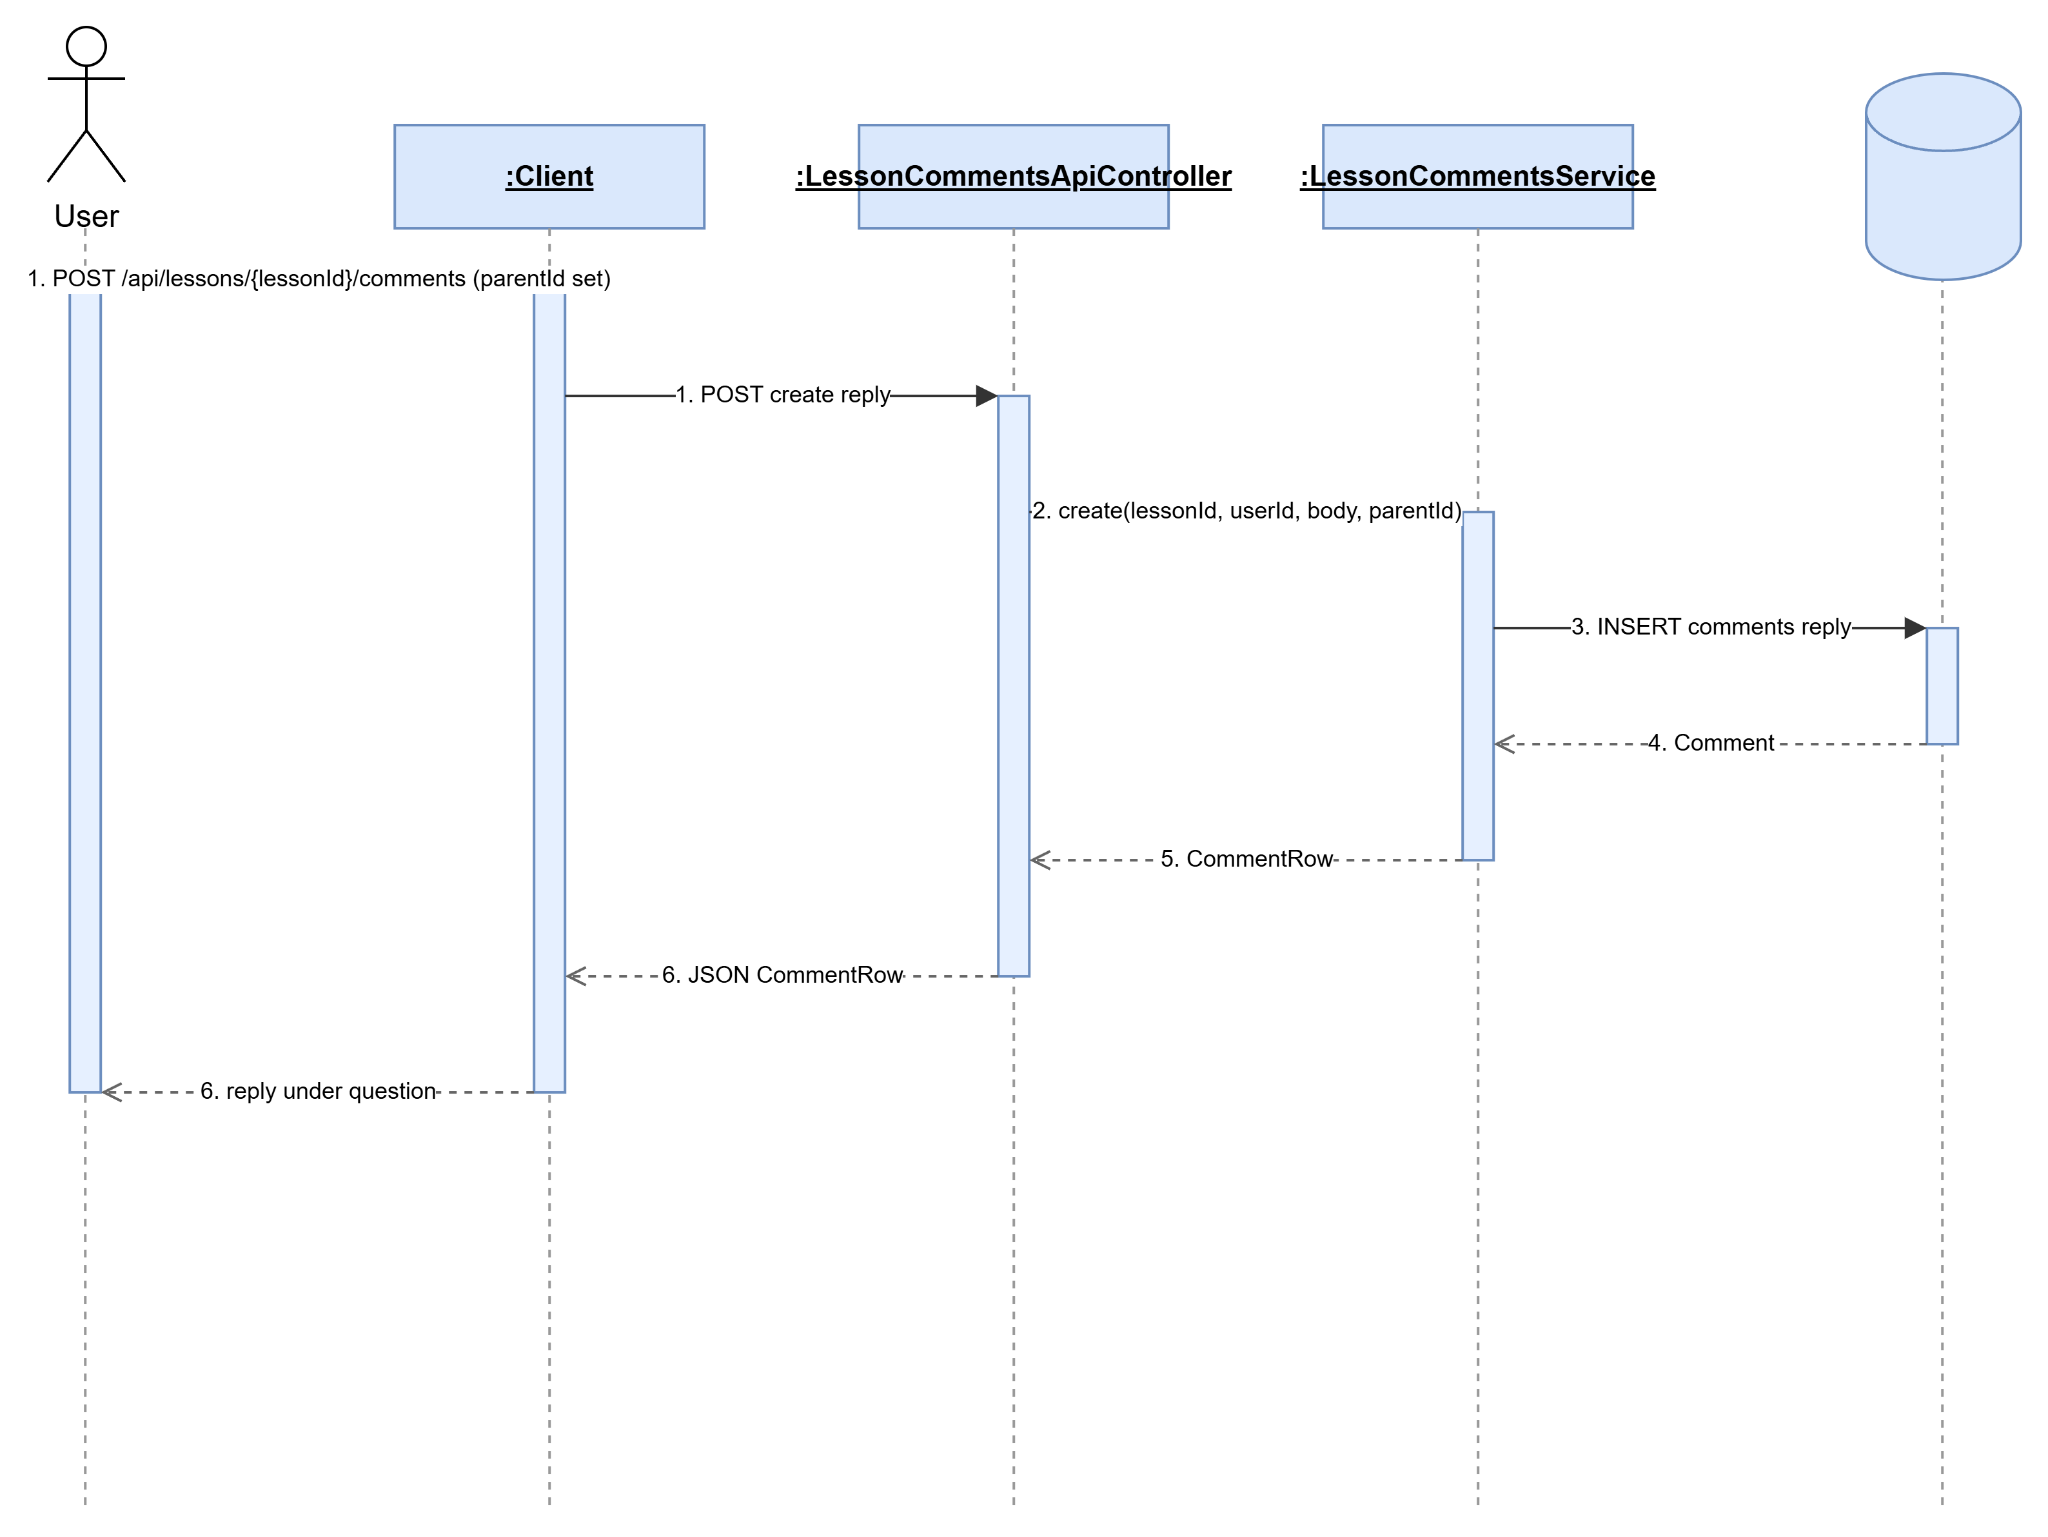 User
:Client
:LessonCommentsApiController
:LessonCommentsService
1. POST /api/lessons/{lessonId}/comments (parentId set)
1. POST create reply
2. create(lessonId, userId, body, parentId)
3. INSERT comments reply
4. Comment
5. CommentRow
6. JSON CommentRow
6. reply under question